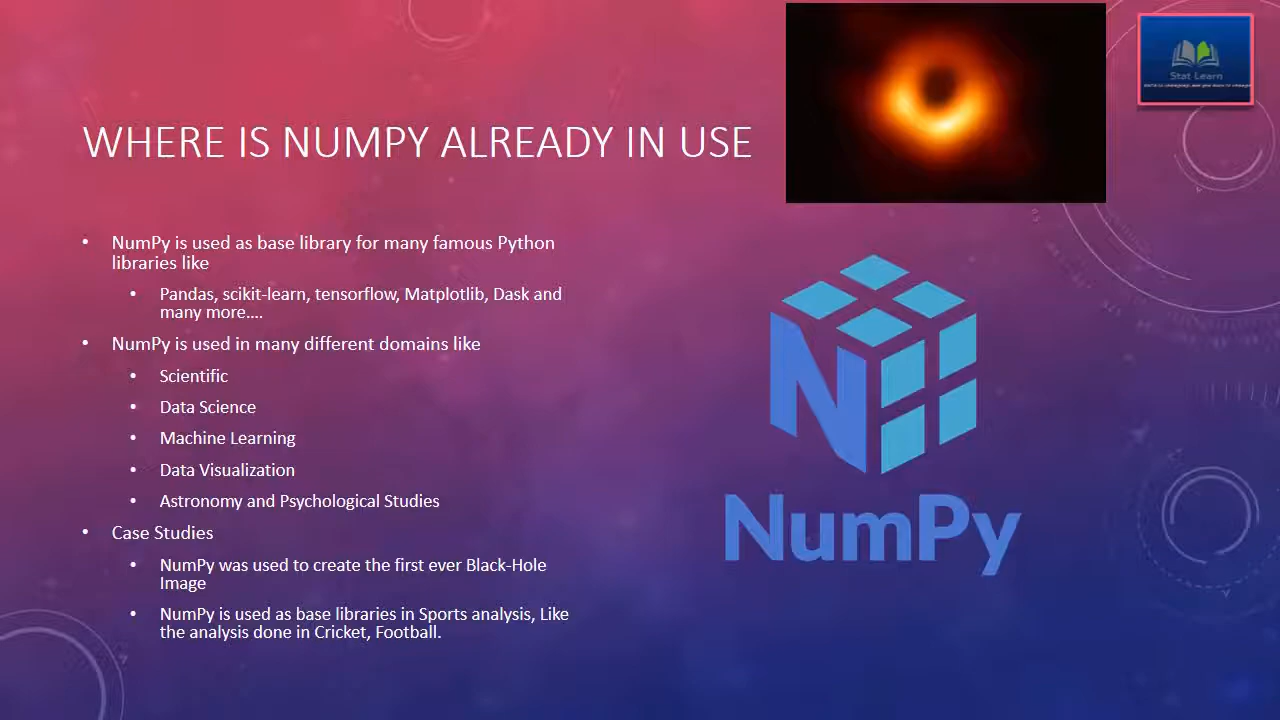 Stat Learn
WHERE IS NUMPY ALREADY IN USE
• NumPy is used as base library for many famous Python
libraries like
• Pandas, scikit-learn, tensorflow, Matplotlib, Dask and
many more....
• NumPy is used in many different domains like
• Scientific
• Data Science
• Machine Learning
• Data Visualization
• Astronomy and Psychological Studies
• Case Studies
• NumPy was used to create the first ever Black-Hole
Image
• NumPy is used as base libraries in Sports analysis, Like
the analysis done in Cricket, Football.
NumPy